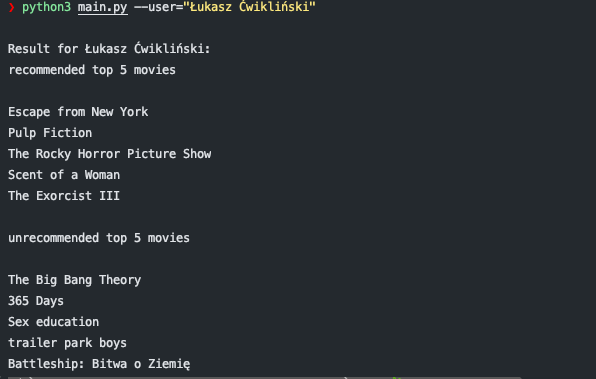 ❯ python3 main.py --user="Łukasz Ćwikliński"
Result for Łukasz Ćwikliński:
recommended top 5 movies
Escape from New York
Pulp Fiction
The Rocky Horror Picture Show
Scent of a Woman
The Exorcist III
unrecommended top 5 movies
The Big Bang Theory
365 Days
Sex education
trailer park boys
Battleship: Bitwa o Ziemię